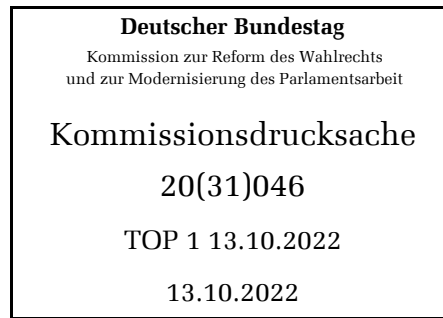 Deutscher Bundestag
Kommission zur Reform des Wahlrechts
und zur Modernisierung des Parlamentsarbeit
Kommissionsdrucksache
20(31)046
TOP 1 13.10.2022
13.10.2022